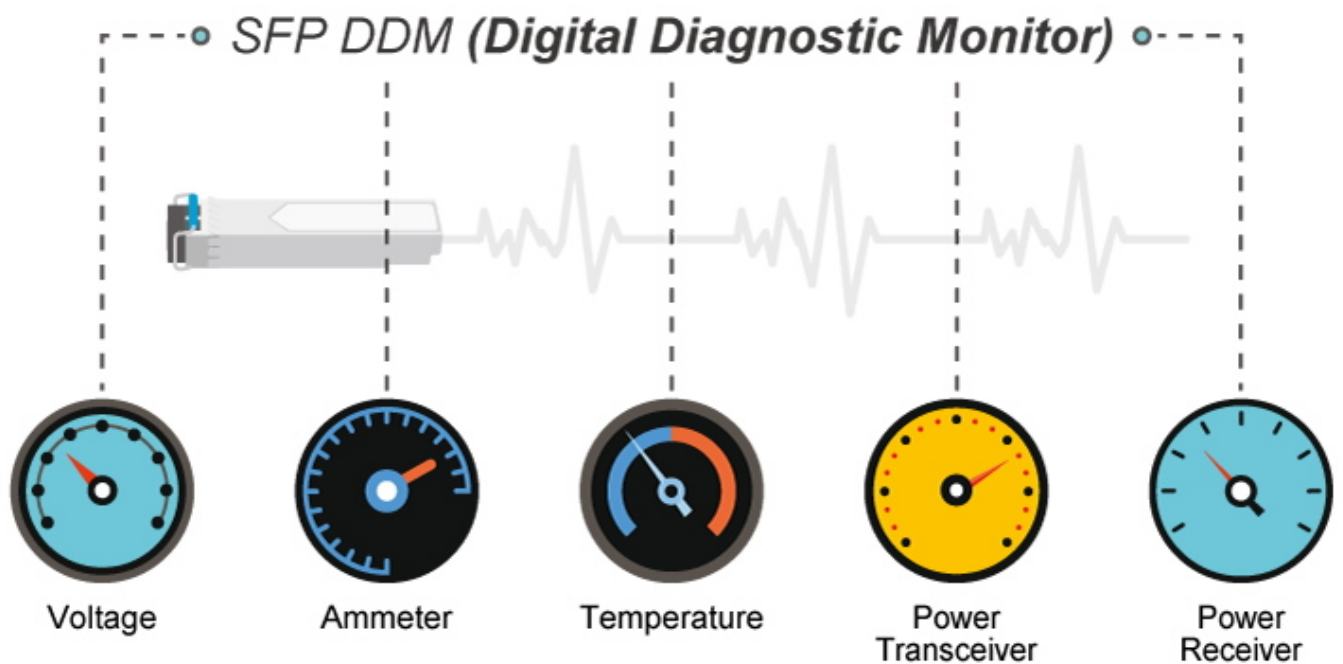 SFP DDM (Digital Diagnostic Monitor)
Voltage
Ammeter
Temperature
Power
Transceiver
Power
Receiver